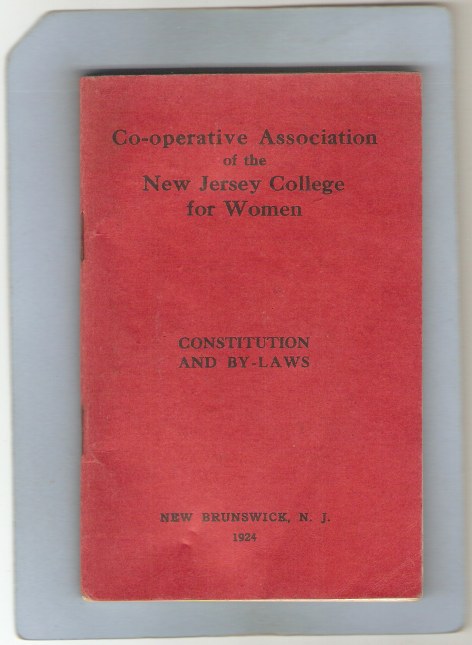 Co-operative Association
of the
New Jersey College
for Women
CONSTITUTION
AND BY-LAWS
NEW BRUNSWICK, N. J.
1924